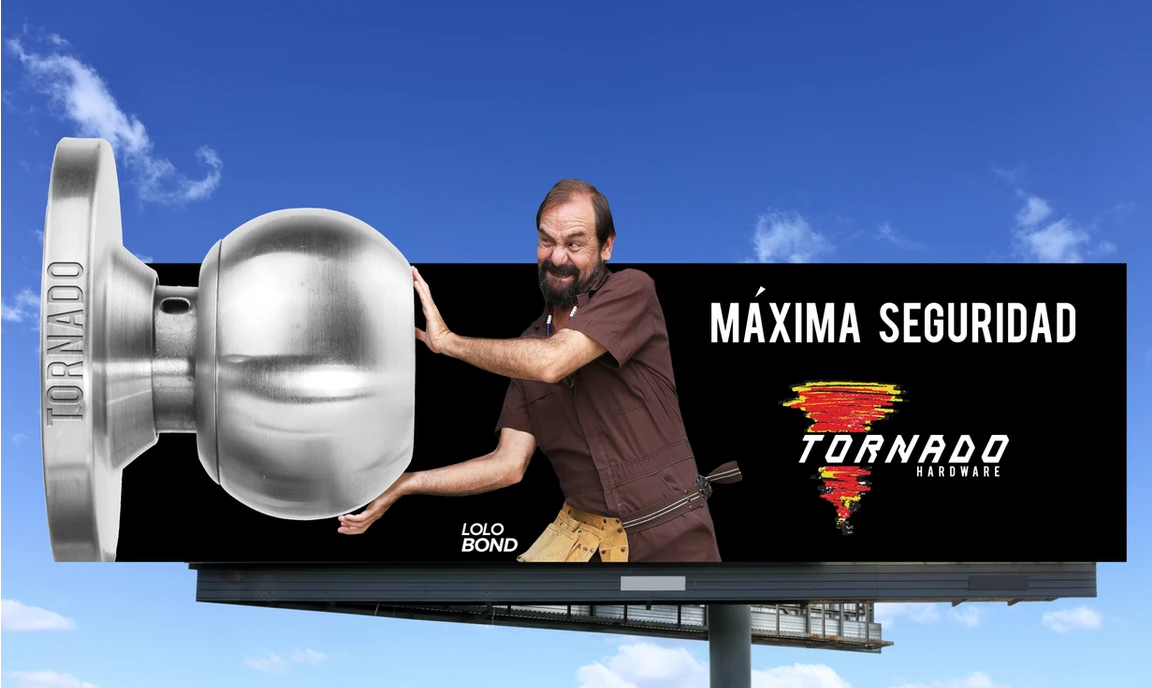 TORNADO
MÁXIMA SEGURIDAD
TORNADO
HARDWARE
LOLO
BOND